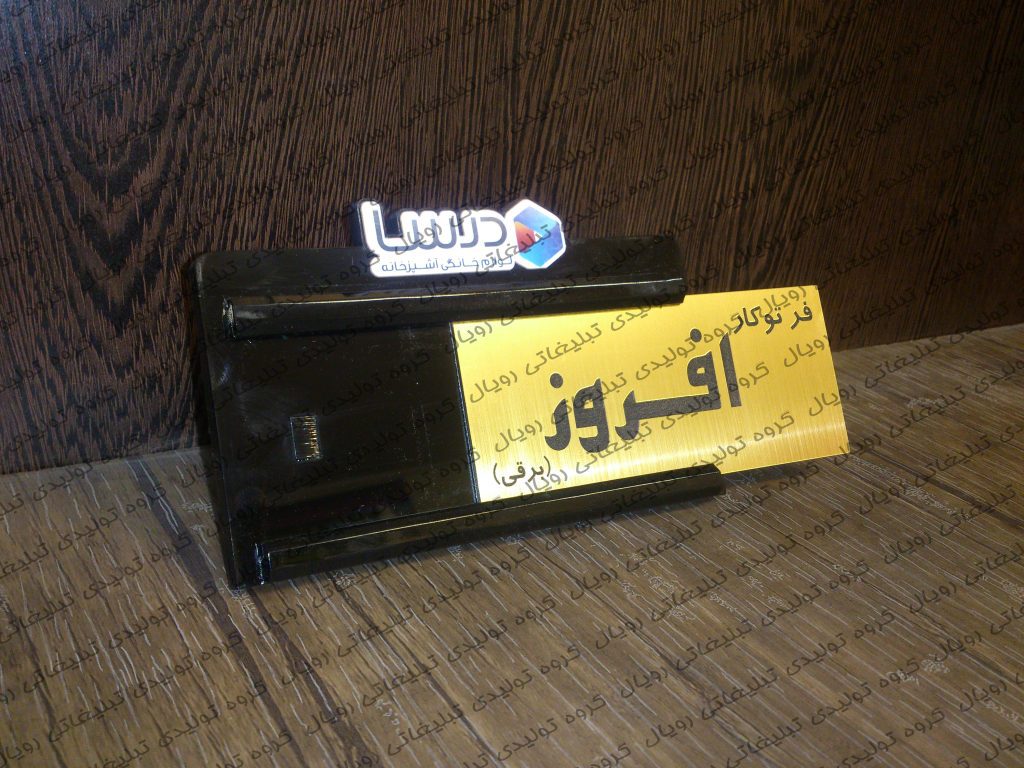 درسا
لوازم خانگی آشپزخانه
فر توکار
افروز
(برقی)
گروه تولیدی تبلیغاتی رویال